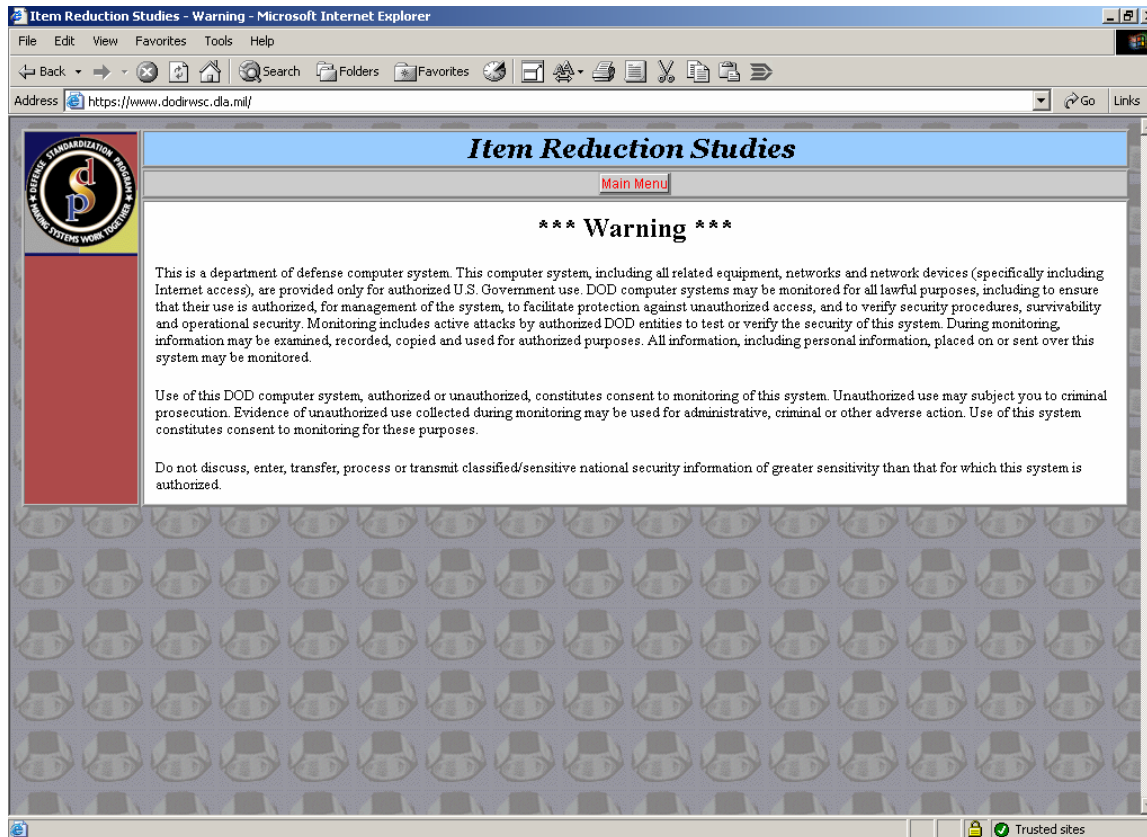 Item Reduction Studies - Warning - Microsoft Internet Explorer
File Edit View Favorites Tools Help
Back Search Folders Favorites
Address https://www.dodirwsc.dla.mil/ Go Links
DEFENSE STANDARDIZATION PROGRAM
dsp
MAKING SYSTEMS WORK TOGETHER
Item Reduction Studies
Main Menu
*** Warning ***
This is a department of defense computer system. This computer system, including all related equipment, networks and network devices (specifically including
Internet access), are provided only for authorized U.S. Government use. DOD computer systems may be monitored for all lawful purposes, including to ensure
that their use is authorized, for management of the system, to facilitate protection against unauthorized access, and to verify security procedures, survivability
and operational security. Monitoring includes active attacks by authorized DOD entities to test or verify the security of this system. During monitoring,
information may be examined, recorded, copied and used for authorized purposes. All information, including personal information, placed on or sent over this
system may be monitored.
Use of this DOD computer system, authorized or unauthorized, constitutes consent to monitoring of this system. Unauthorized use may subject you to criminal
prosecution. Evidence of unauthorized use collected during monitoring may be used for administrative, criminal or other adverse action. Use of this system
constitutes consent to monitoring for these purposes.
Do not discuss, enter, transfer, process or transmit classified/sensitive national security information of greater sensitivity than that for which this system is
authorized.
Trusted sites